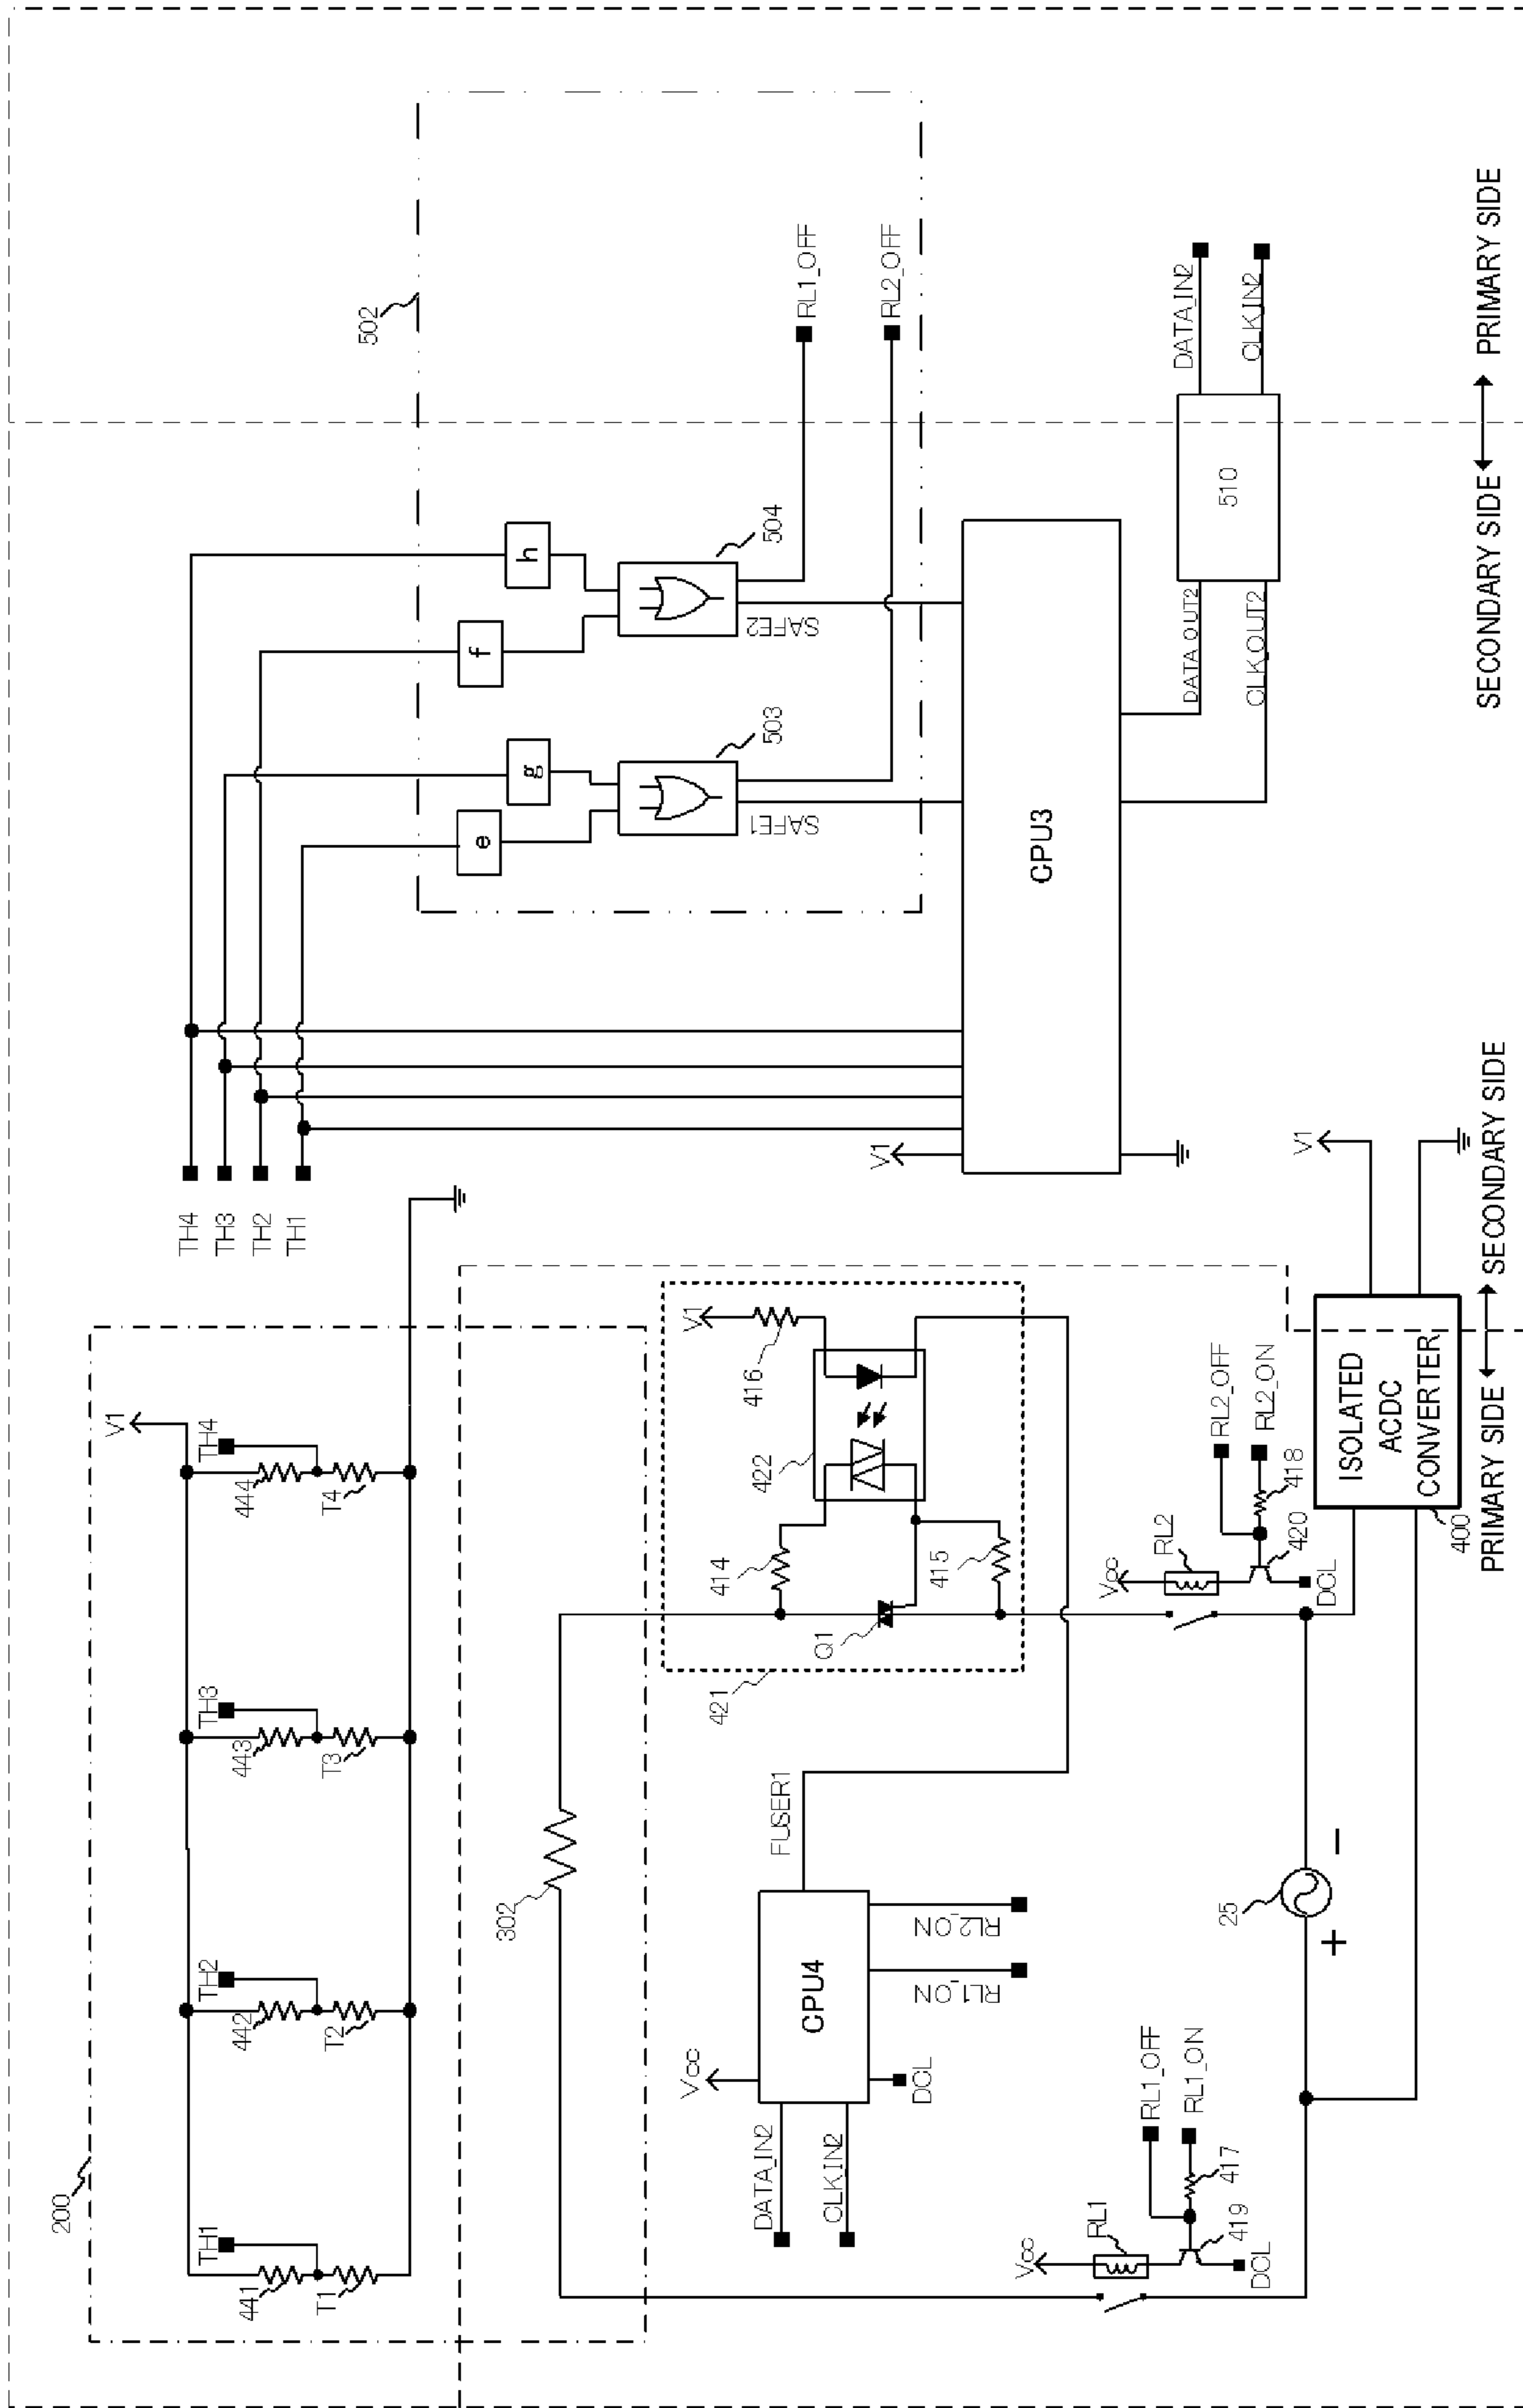 200
V1
TH1
TH2
TH3
TH4
441
442
443
444
T1
T2
T3
T4
TH4
TH3
TH2
TH1
502
e
g
f
h
503
504
SAFE1
SAFE2
RL1_OFF
RL2_OFF
V1
CPU3
DATA_OUT2
CLK_OUT2
510
DATA_IN2
CLK_IN2
SECONDARY SIDE
PRIMARY SIDE
302
Vcc
DATA_IN2
CLK_IN2
CPU4
DCL
FUSER1
RL1_ON
RL2_ON
421
Q1
414
415
422
416
V1
Vcc
RL1
RL1_OFF
RL1_ON
417
419
DCL
Vcc
RL2
RL2_OFF
RL2_ON
418
420
DCL
25
+
−
ISOLATED
ACDC
CONVERTER
400
V1
PRIMARY SIDE
SECONDARY SIDE